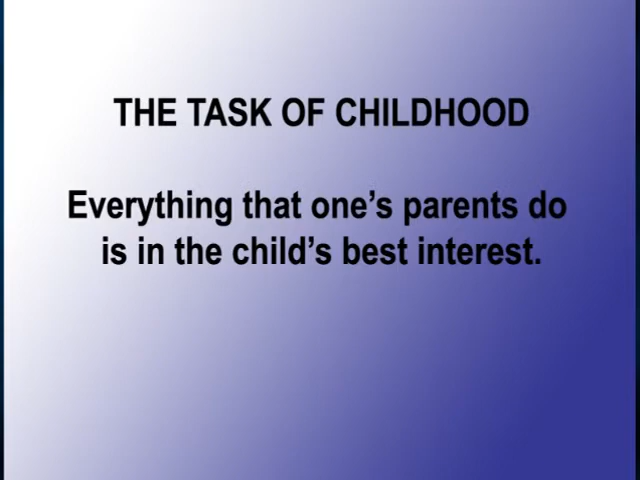 THE TASK OF CHILDHOOD
Everything that one’s parents do
is in the child’s best interest.